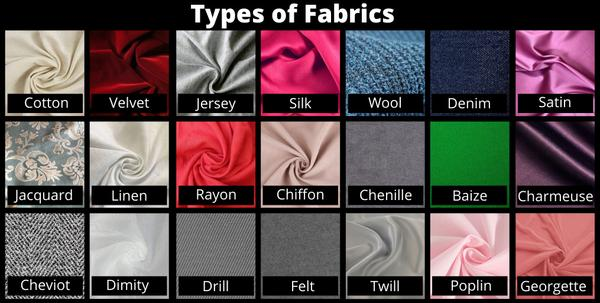 Types of Fabrics
Cotton Velvet Jersey Silk Wool Denim Satin
Jacquard Linen Rayon Chiffon Chenille Baize Charmeuse
Cheviot Dimity Drill Felt Twill Poplin Georgette